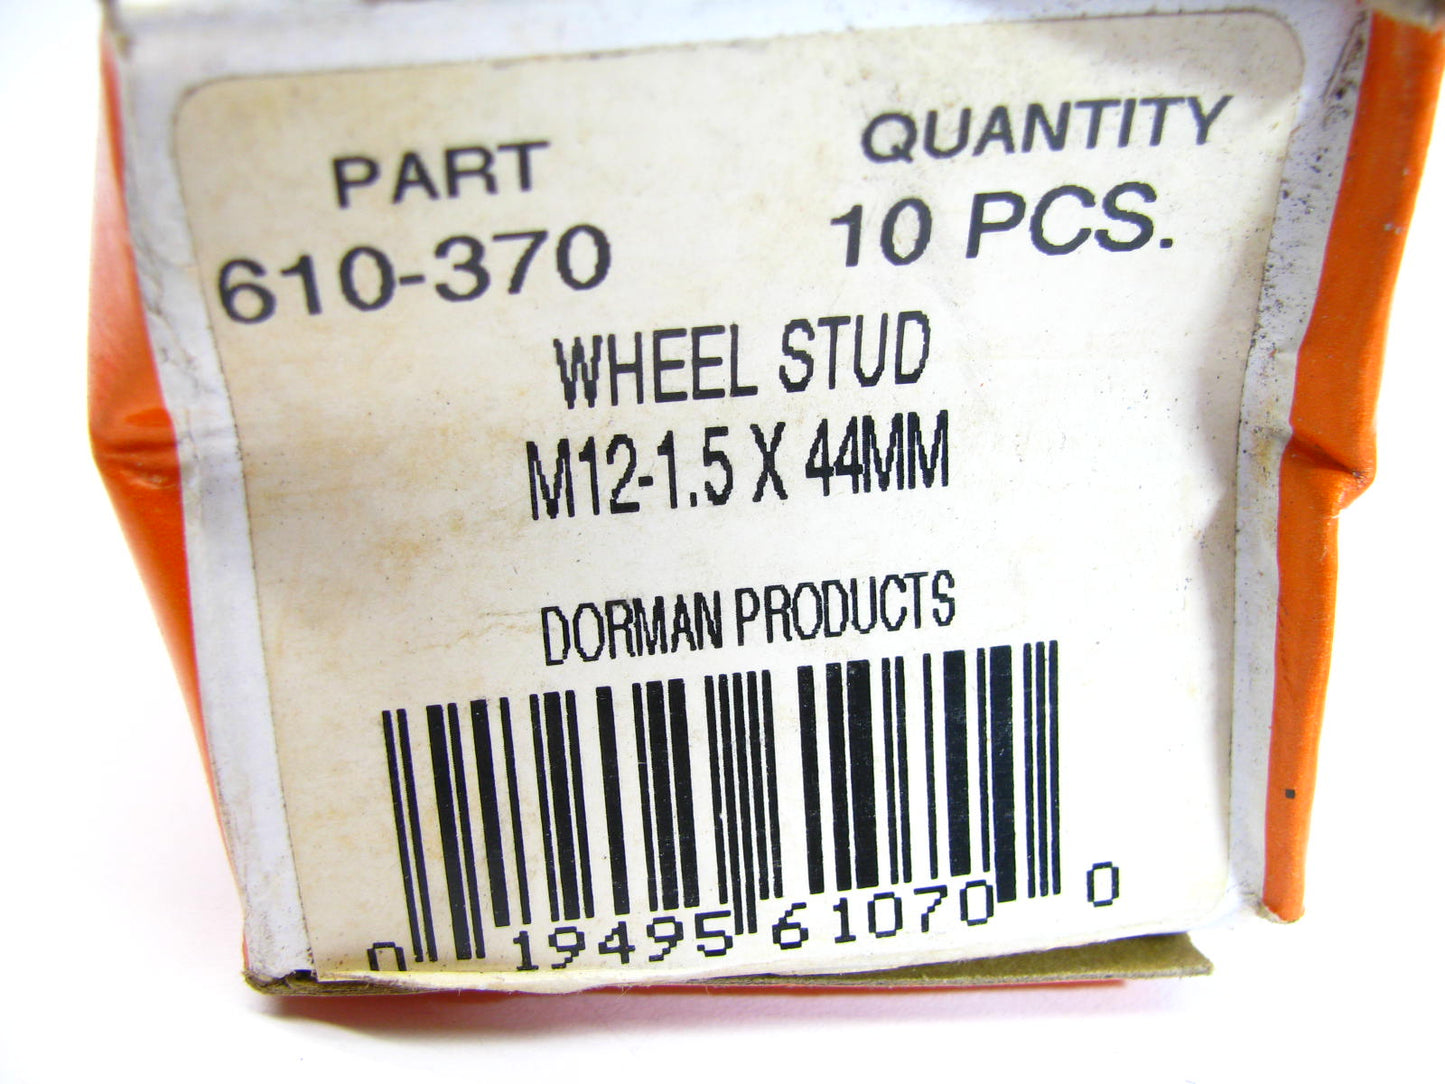 PART QUANTITY
610-370 10 PCS.
WHEEL STUD
M12-1.5 X 44MM
DORMAN PRODUCTS
0 19495 61070 0